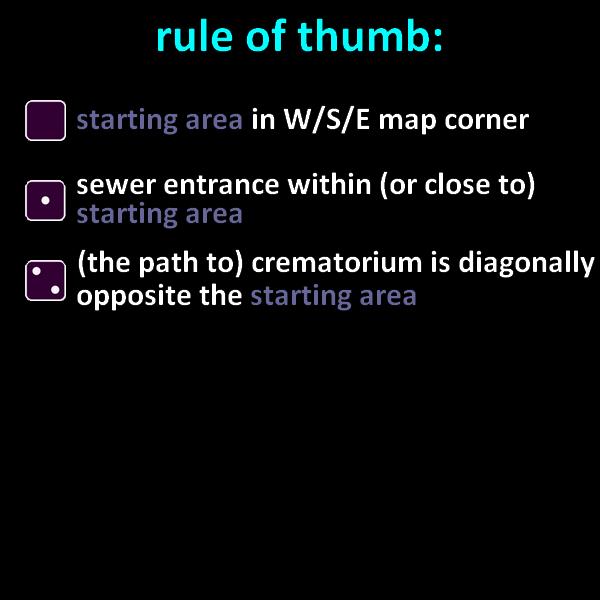 rule of thumb:
starting area in W/S/E map corner
sewer entrance within (or close to)
starting area
(the path to) crematorium is diagonally
opposite the starting area